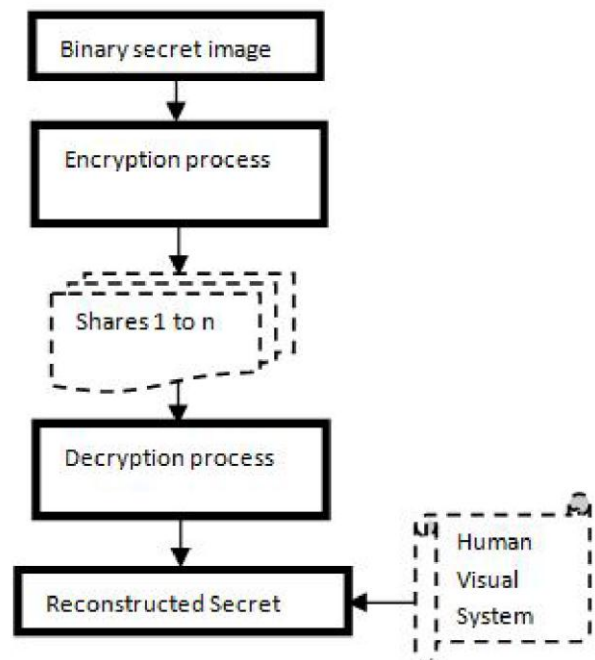 Binary secret image
Encryption process
Shares 1 to n
Decryption process
Reconstructed Secret
Human
Visual
System